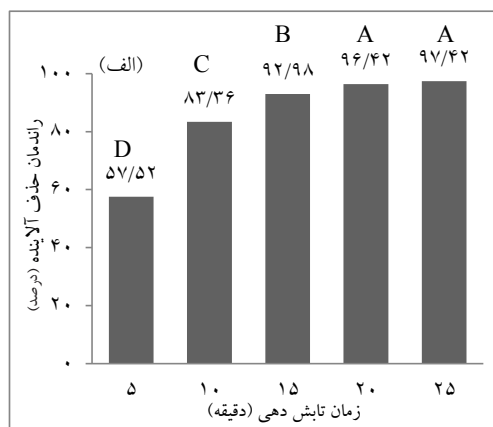 راندمان حذف آلاینده (درصد)
(الف)
D
۵۷/۵۲
C
۸۳/۳۶
B
۹۲/۹۸
A
۹۶/۴۲
A
۹۷/۴۲
۱۰۰
۸۰
۶۰
۴۰
۲۰
۰
۵ ۱۰ ۱۵ ۲۰ ۲۵
زمان تابش دهی (دقیقه)